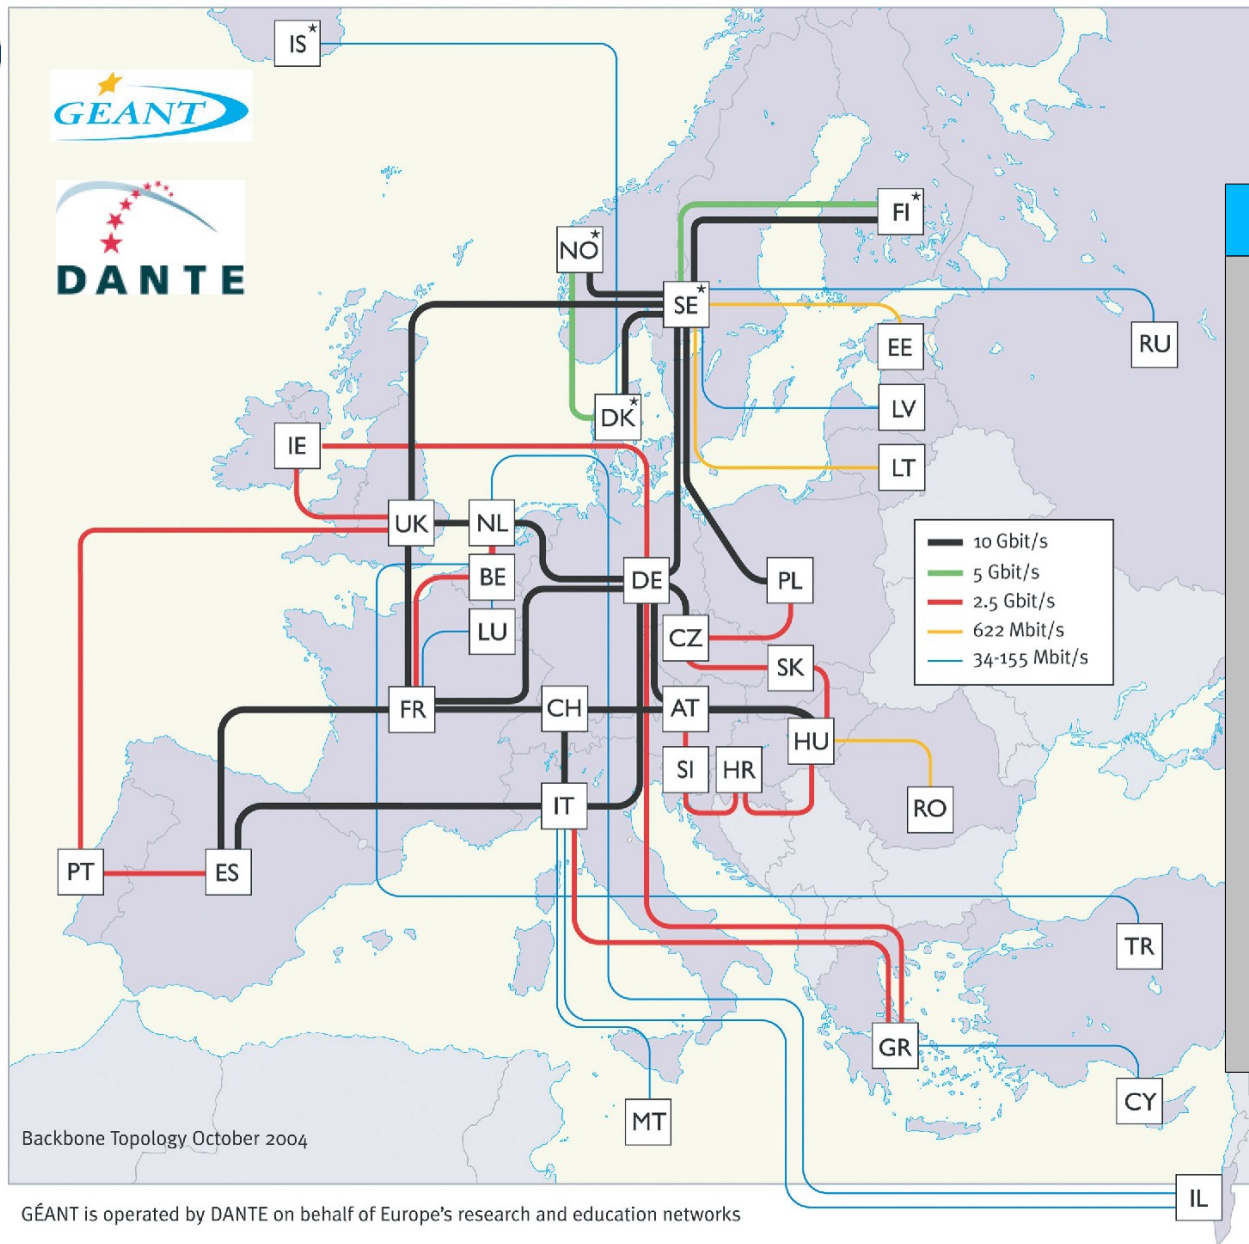 IS*
GEANT
DANTE
FI*
NO*
SE*
EE
RU
DK*
LV
IE
LT
UK
NL
10 Gbit/s
5 Gbit/s
2.5 Gbit/s
622 Mbit/s
34-155 Mbit/s
BE
DE
PL
LU
CZ
SK
FR
CH
AT
HU
SI
HR
IT
RO
PT
ES
TR
GR
CY
MT
Backbone Topology October 2004
IL
GÉANT is operated by DANTE on behalf of Europe's research and education networks